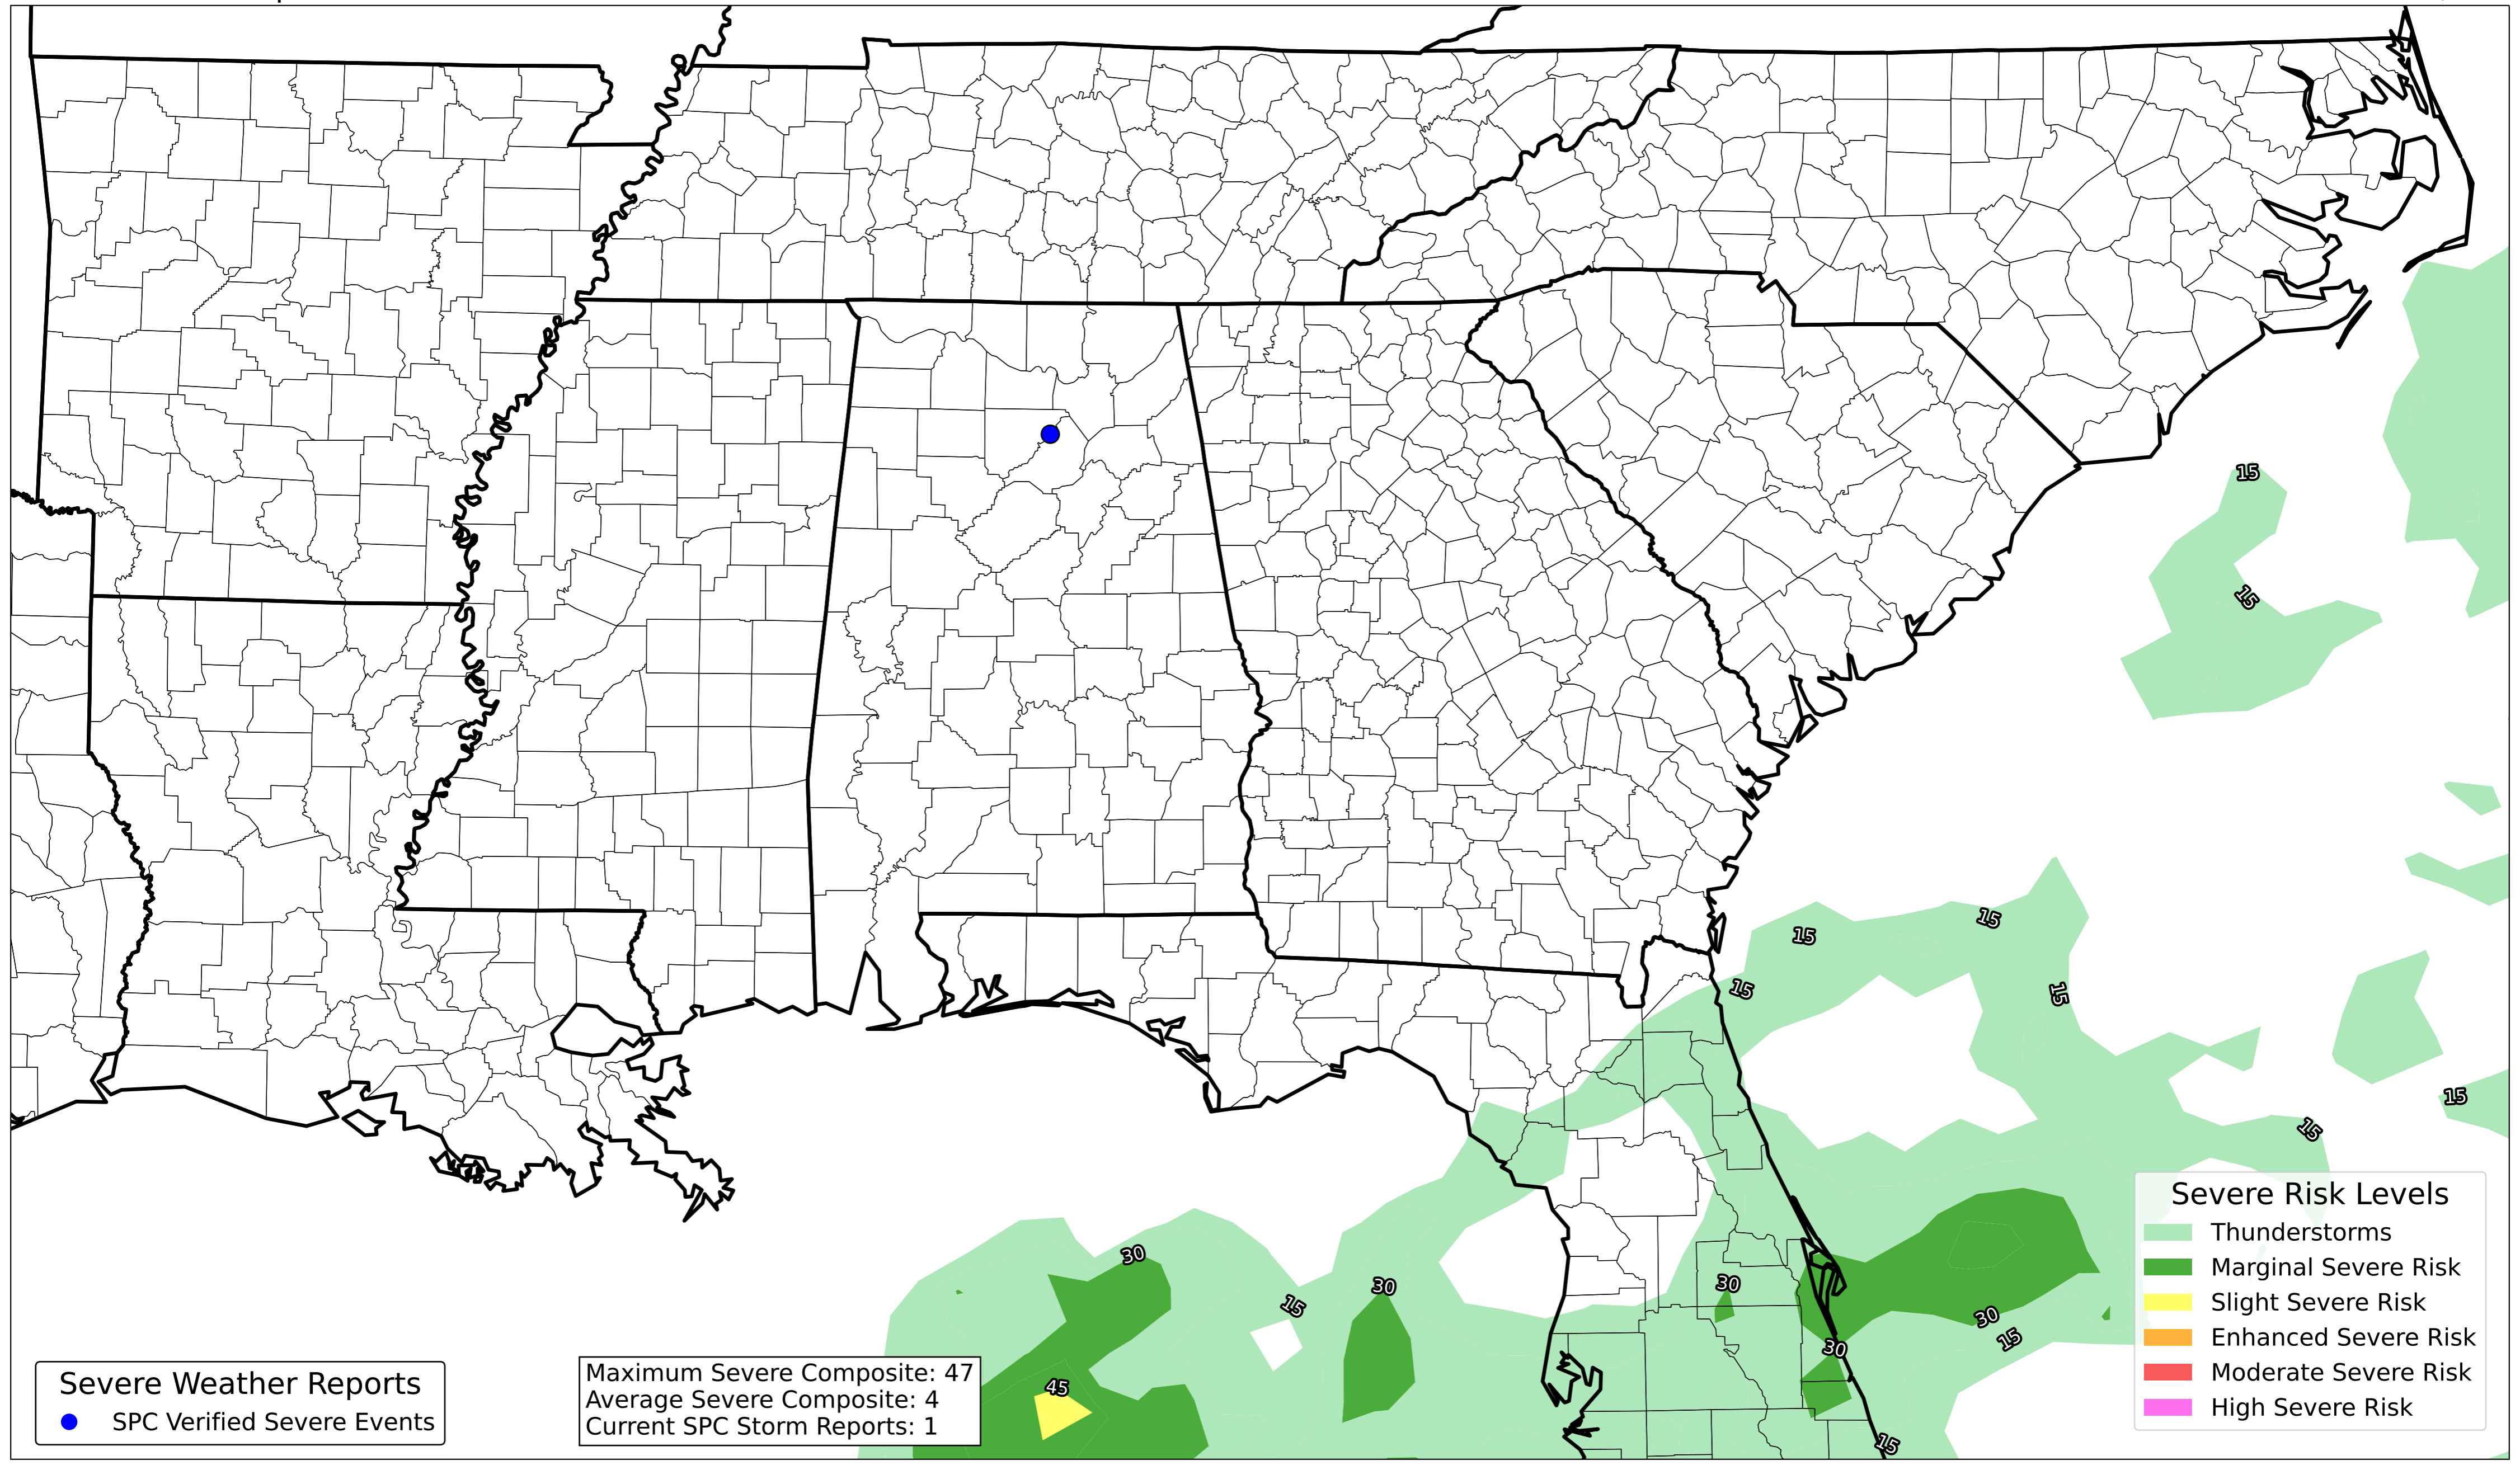 15
15
15
15
15
15
15
15
30
30
30
15
30
15
30
45
15
Severe Risk Levels
Thunderstorms
Marginal Severe Risk
Slight Severe Risk
Enhanced Severe Risk
Moderate Severe Risk
High Severe Risk
Severe Weather Reports
SPC Verified Severe Events
Maximum Severe Composite: 47
Average Severe Composite: 4
Current SPC Storm Reports: 1